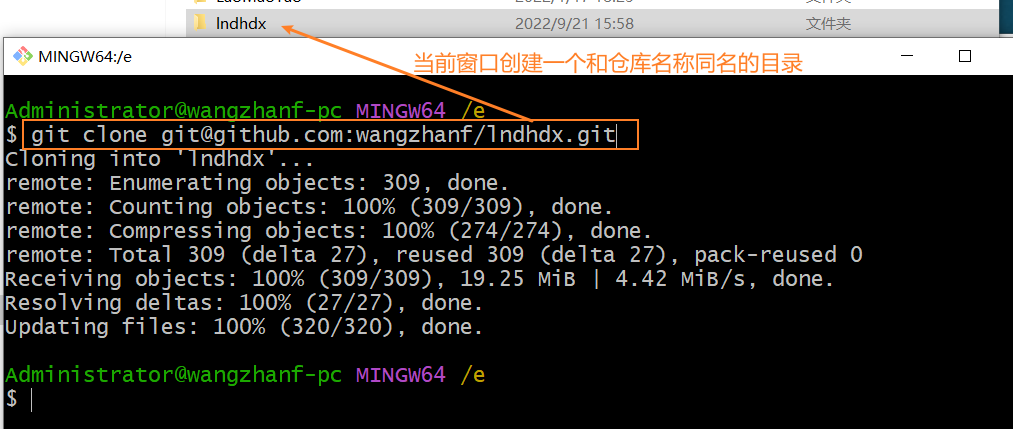 lndhdx 2022/9/21 15:58 文件夹
MINGW64:/e
当前窗口创建一个和仓库名称同名的目录
Administrator@wangzhanf-pc MINGW64 /e
$ git clone git@github.com:wangzhanf/lndhdx.git
Cloning into 'lndhdx'...
remote: Enumerating objects: 309, done.
remote: Counting objects: 100% (309/309), done.
remote: Compressing objects: 100% (274/274), done.
remote: Total 309 (delta 27), reused 309 (delta 27), pack-reused 0
Receiving objects: 100% (309/309), 19.25 MiB | 4.42 MiB/s, done.
Resolving deltas: 100% (27/27), done.
Updating files: 100% (320/320), done.
Administrator@wangzhanf-pc MINGW64 /e
$